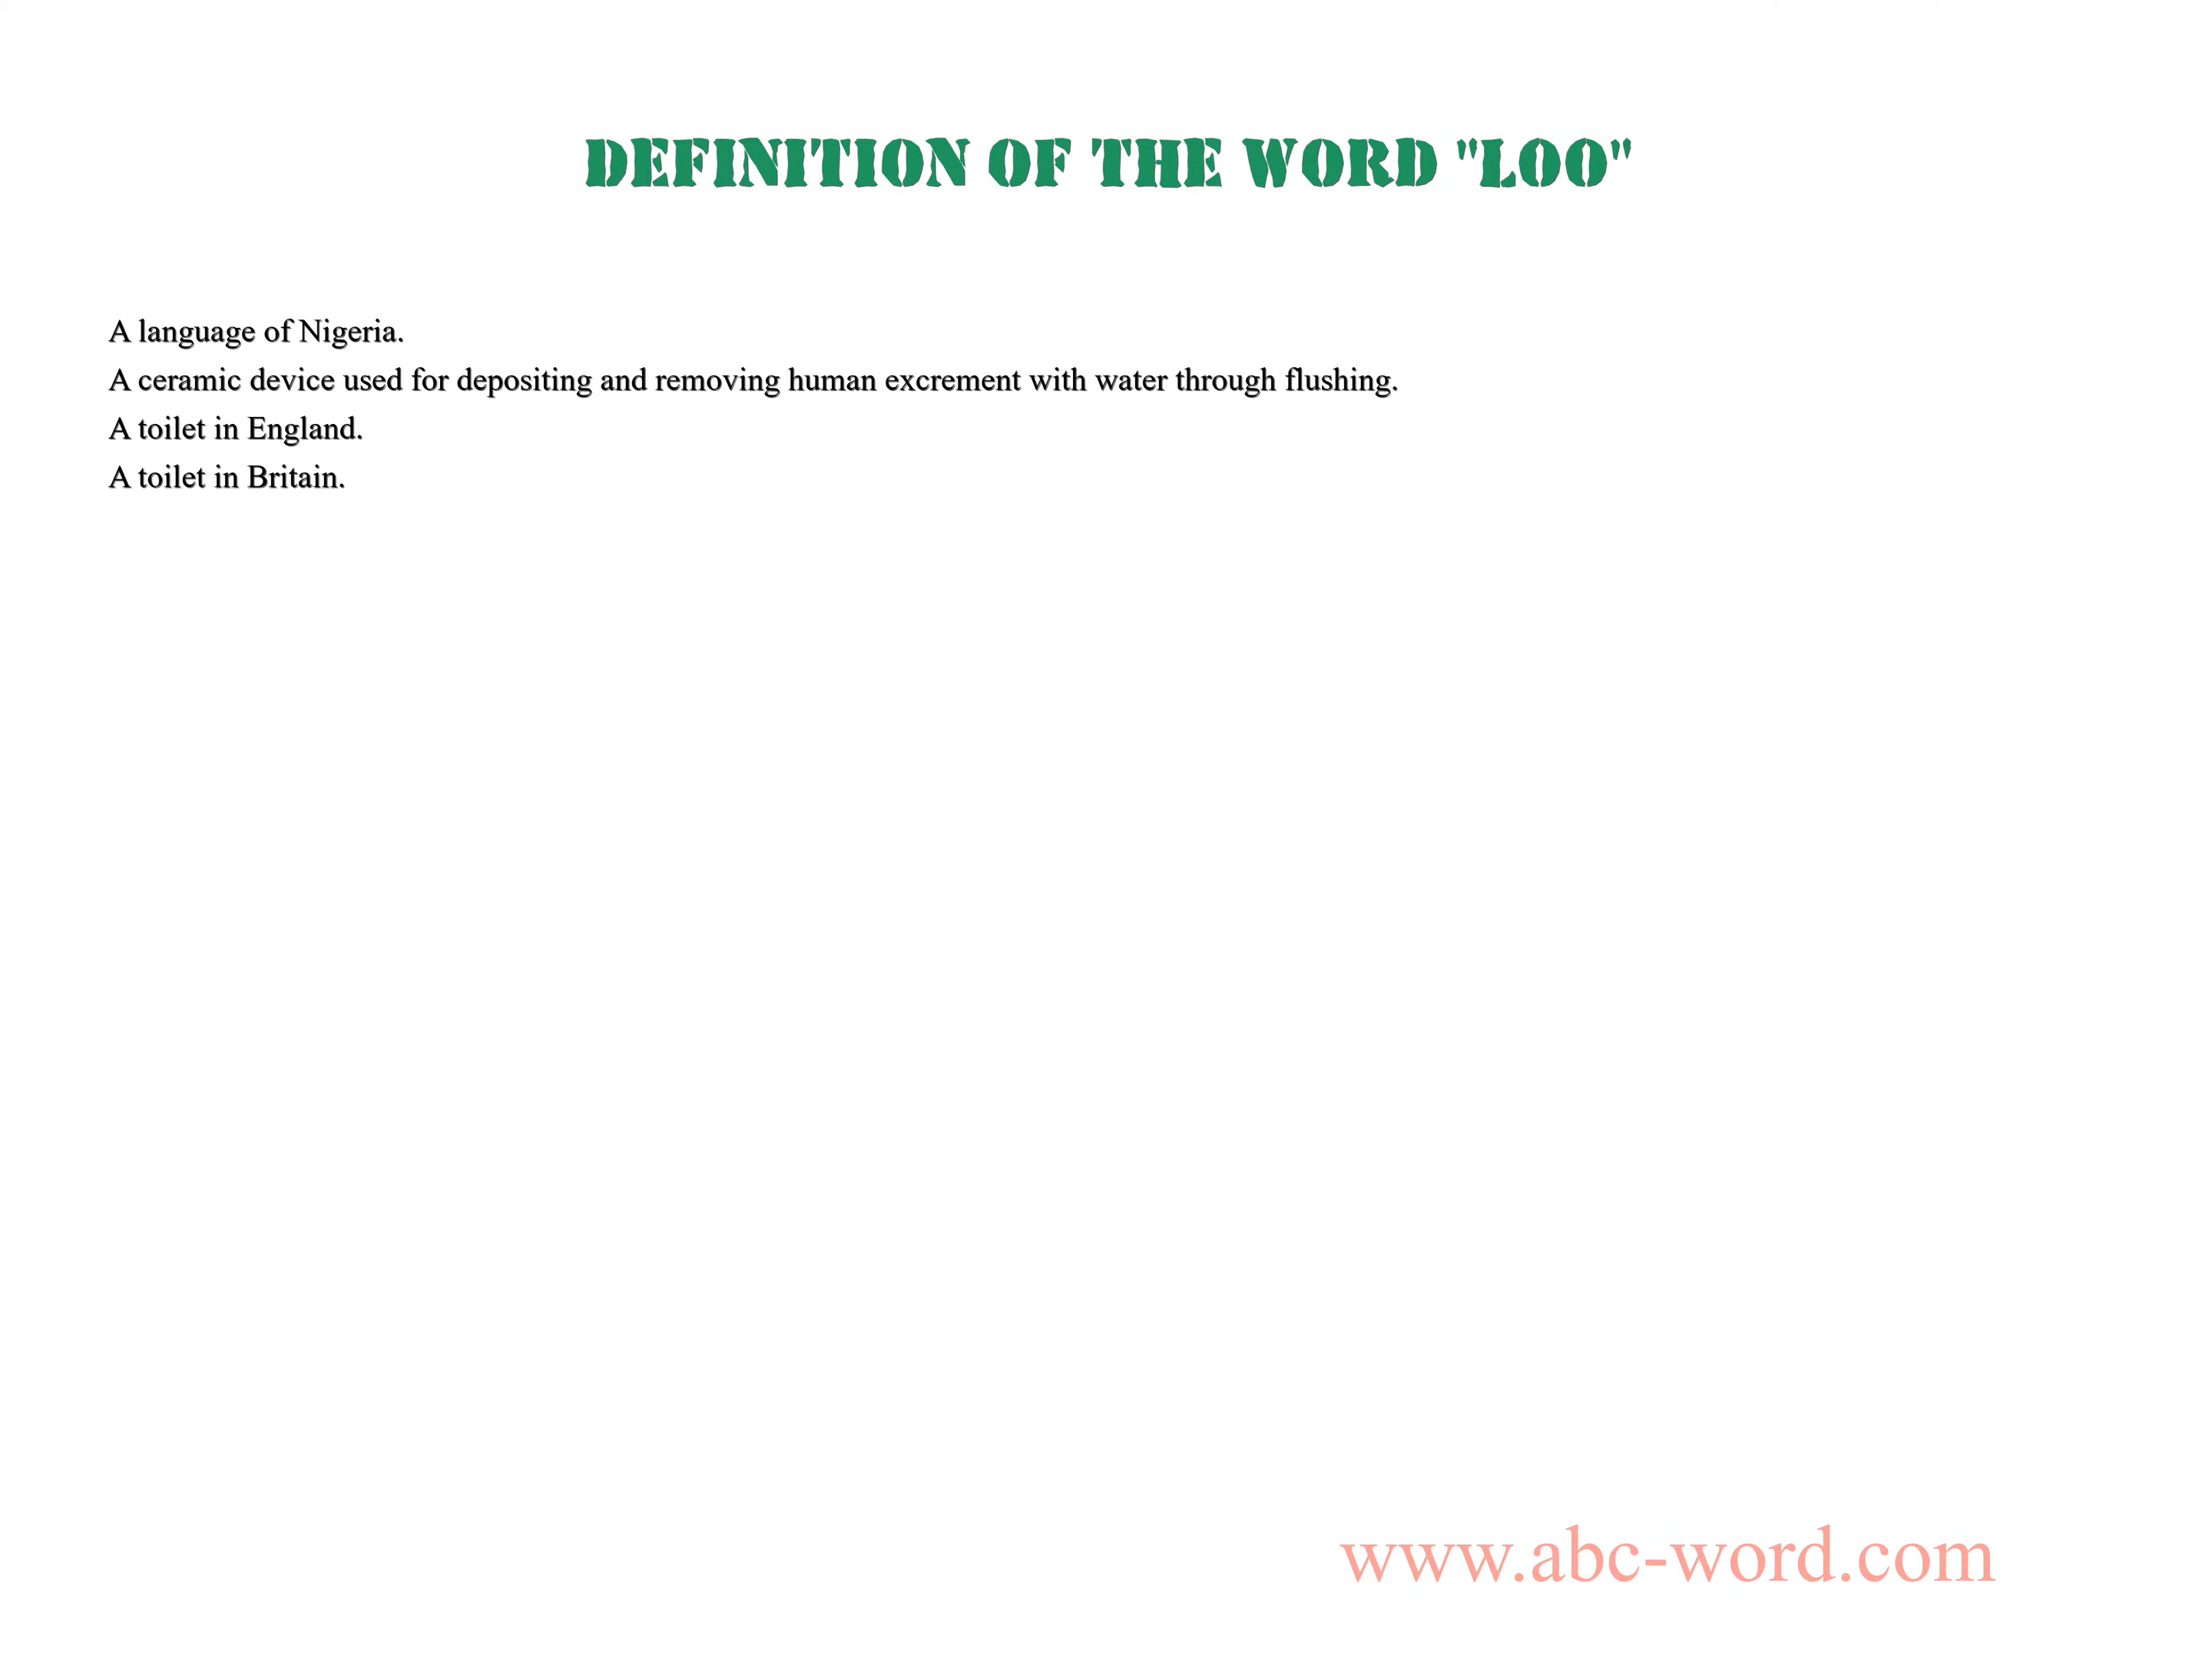 DEFINITION OF THE WORD "LOO"
A language of Nigeria.
A ceramic device used for depositing and removing human excrement with water through flushing.
A toilet in England.
A toilet in Britain.
www.abc-word.com